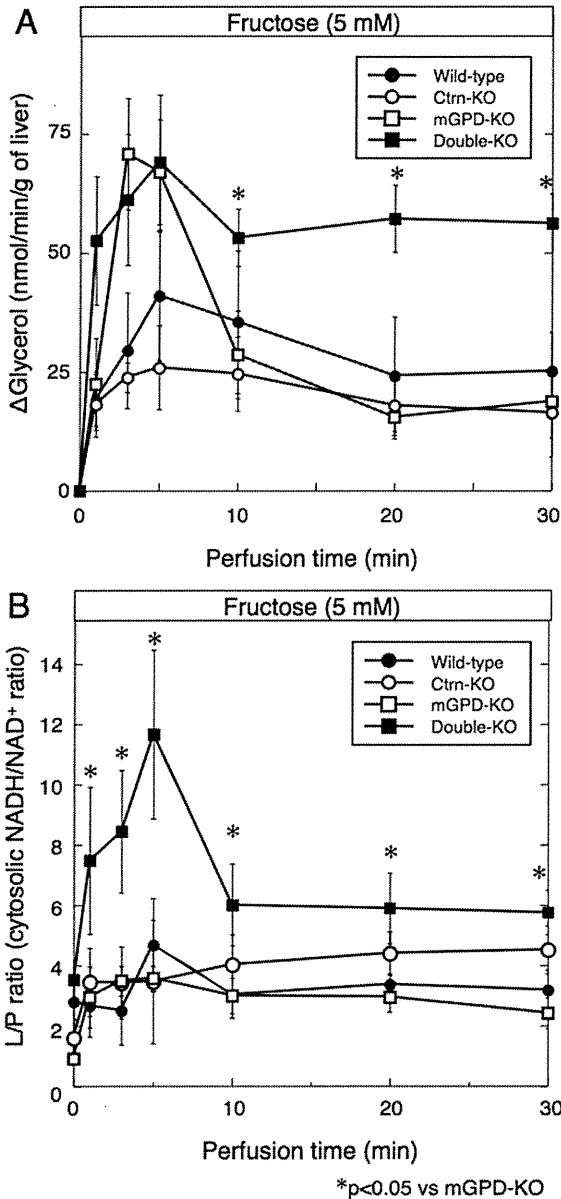 A
Fructose (5 mM)
Wild-type
Ctrn-KO
mGPD-KO
Double-KO
ΔGlycerol (nmol/min/g of liver)
75
50
25
0
*
*
*
0
10
20
30
Perfusion time (min)
B
Fructose (5 mM)
Wild-type
Ctrn-KO
mGPD-KO
Double-KO
L/P ratio (cytosolic NADH/NAD⁺ ratio)
14
12
10
8
6
4
2
0
*
*
*
*
*
*
0
10
20
30
Perfusion time (min)
*p<0.05 vs mGPD-KO